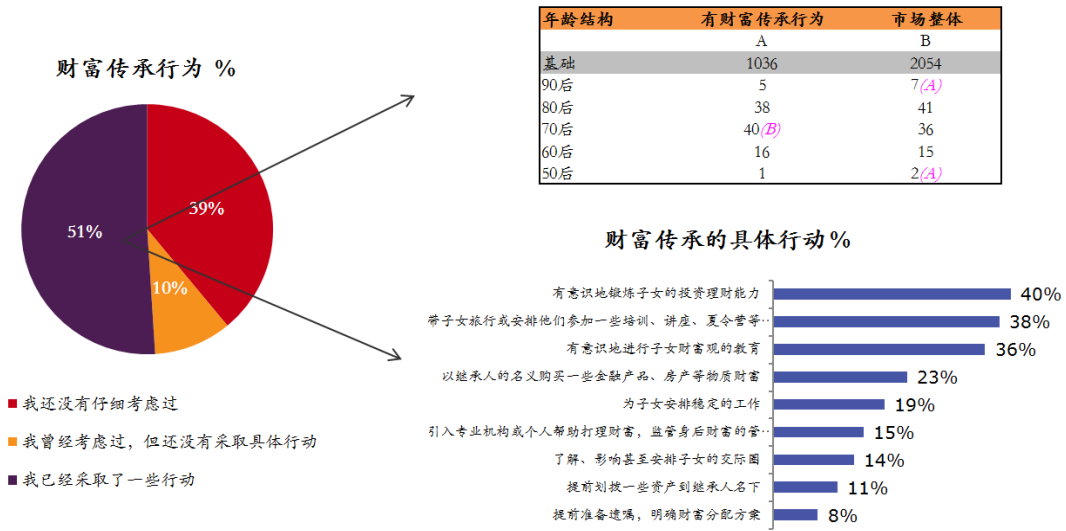 财富传承行为 %
39%
51%
10%
我还没有仔细考虑过
我曾经考虑过，但还没有采取具体行动
我已经采取了一些行动
年龄结构 有财富传承行为 市场整体
A B
基础 1036 2054
90后 5 7(A)
80后 38 41
70后 40(B) 36
60后 16 15
50后 1 2(A)
财富传承的具体行动%
有意识地锻炼子女的投资理财能力 40%
带子女旅行或安排他们参加一些培训、讲座、夏令营等… 38%
有意识地进行子女财富观的教育 36%
以继承人的名义购买一些金融产品、房产等物质财富 23%
为子女安排稳定的工作 19%
引入专业机构或个人帮助打理财富，监管身后财富的管… 15%
了解、影响甚至安排子女的交际圈 14%
提前划拨一些资产到继承人名下 11%
提前准备遗嘱，明确财富分配方案 8%